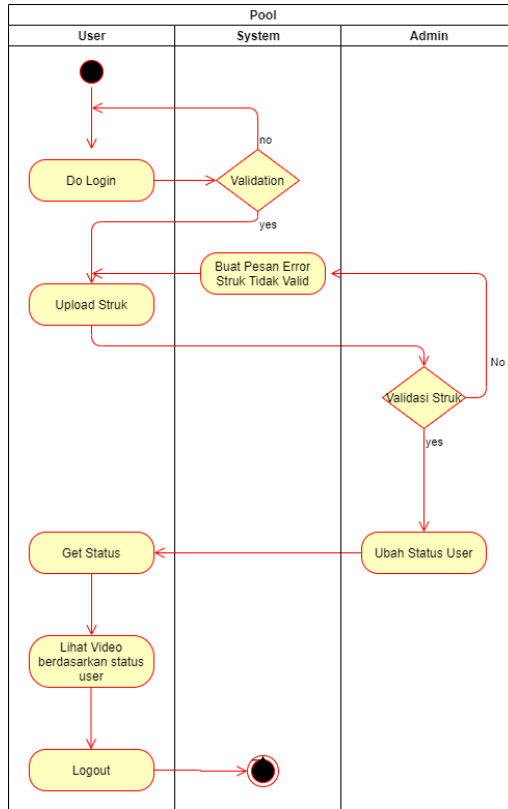 Pool
User
System
Admin
no
Do Login
Validation
yes
Buat Pesan Error
Struk Tidak Valid
Upload Struk
No
Validasi Struk
yes
Get Status
Ubah Status User
Lihat Video
berdasarkan status
user
Logout